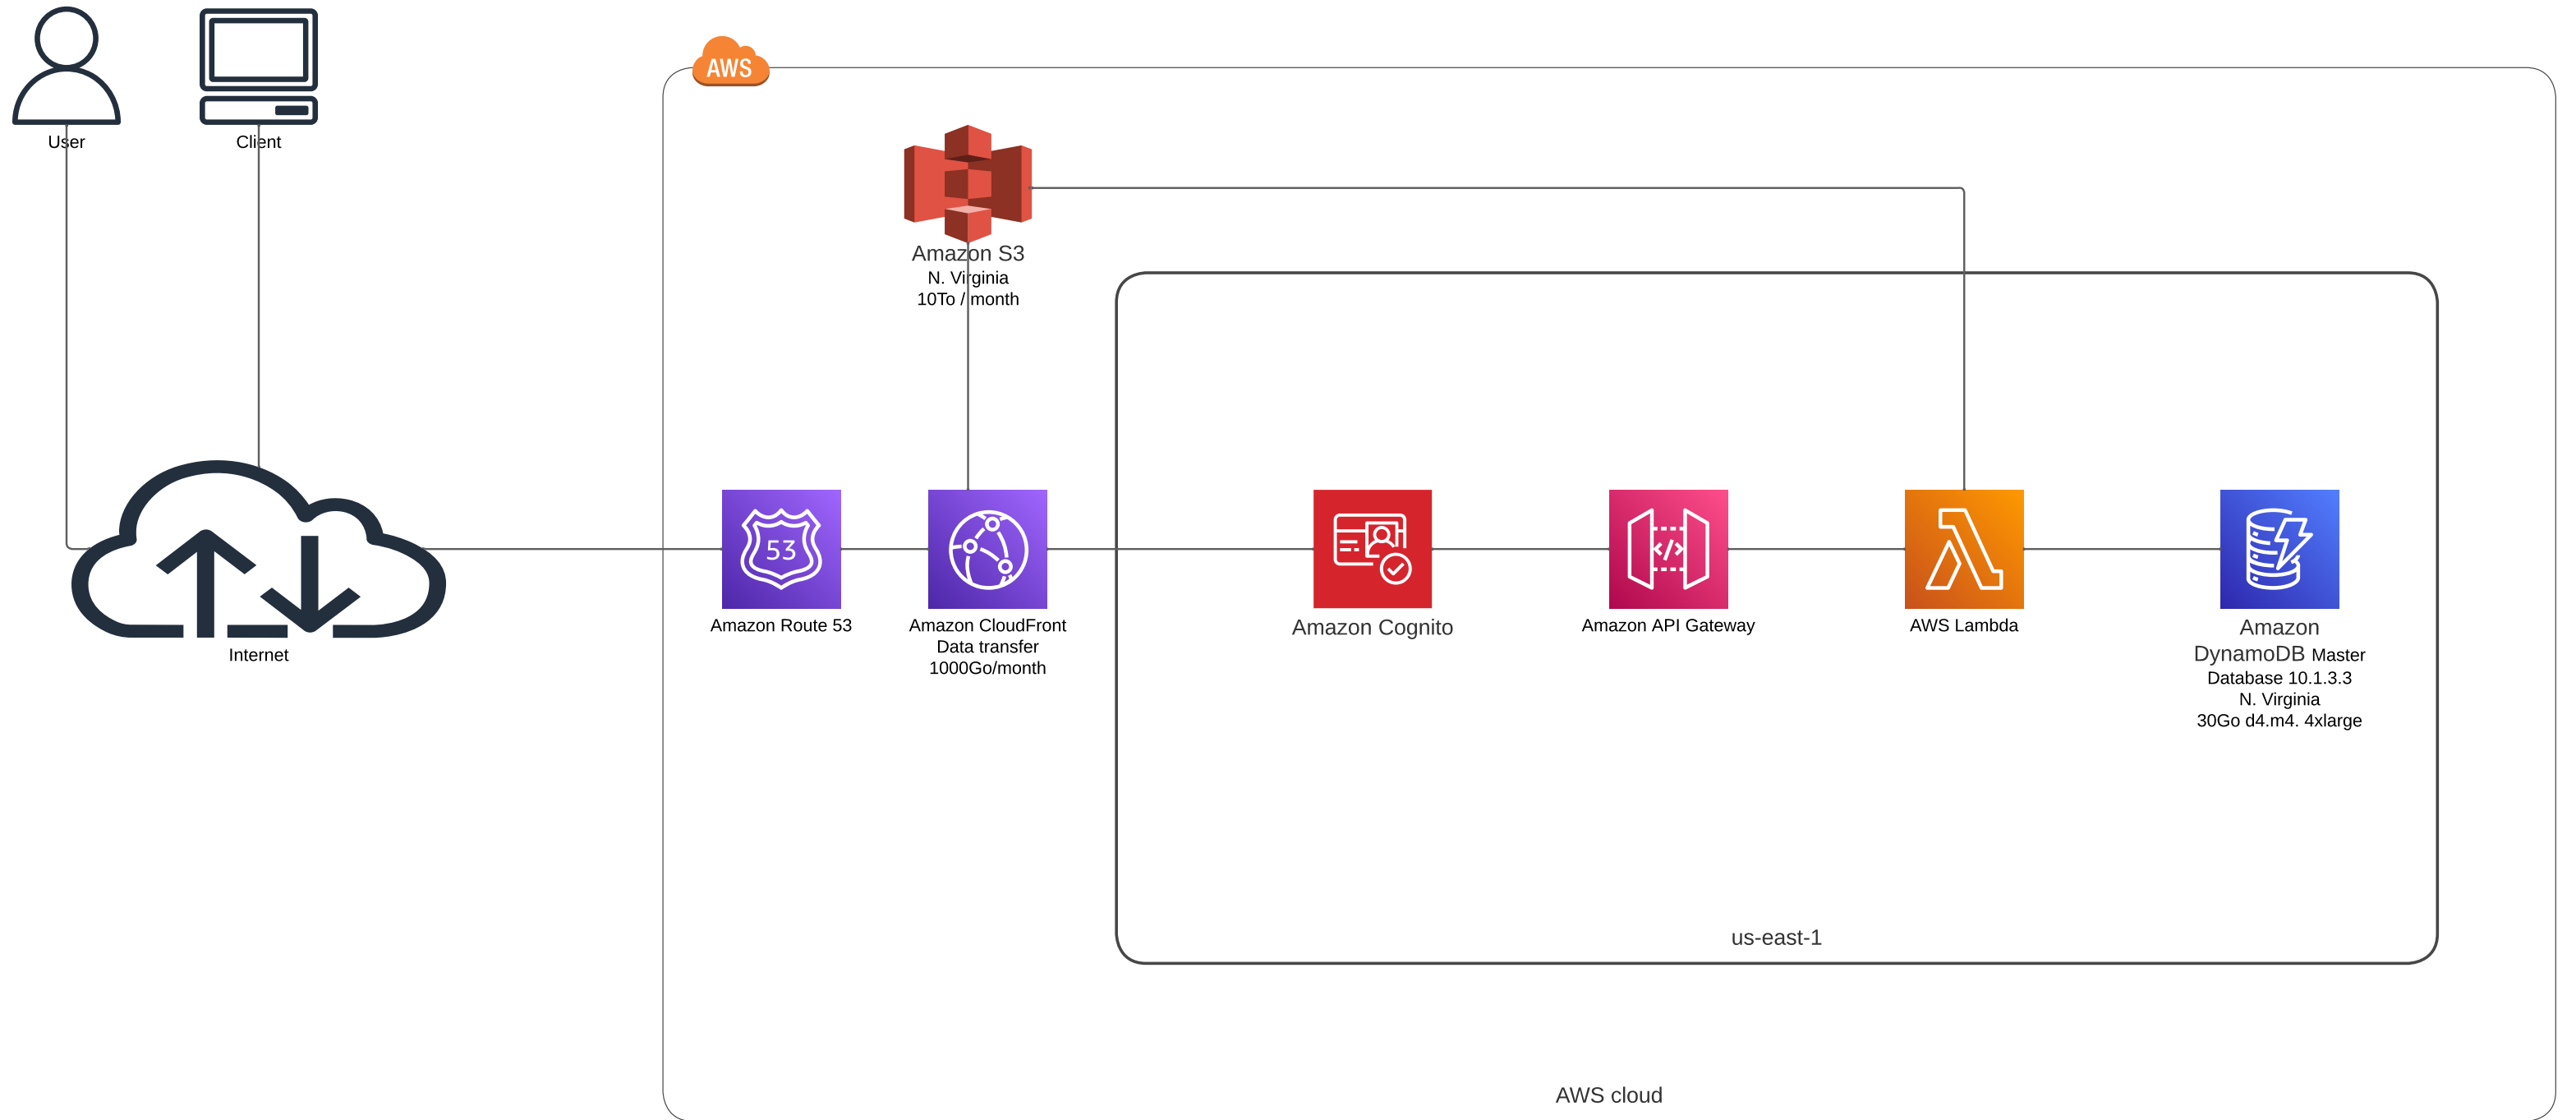 User
Client
AWS
Amazon S3
N. Virginia
10To / month
53
Internet
Amazon Route 53
Amazon CloudFront
Data transfer
1000Go/month
Amazon Cognito
Amazon API Gateway
AWS Lambda
Amazon
DynamoDB Master
Database 10.1.3.3
N. Virginia
30Go d4.m4. 4xlarge
us-east-1
AWS cloud